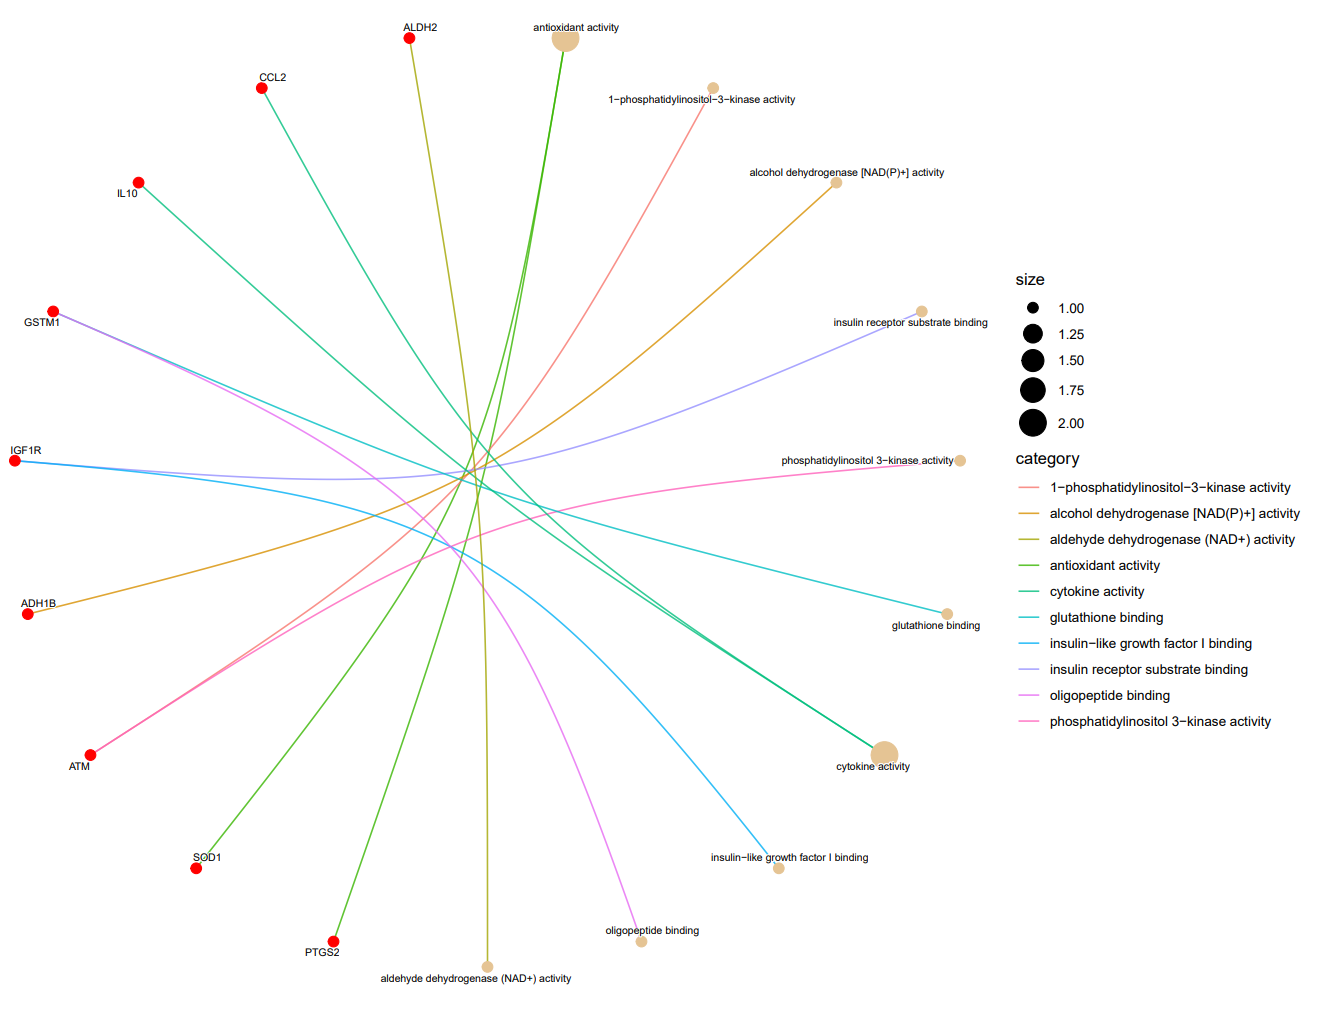 ALDH2
antioxidant activity
CCL2
1−phosphatidylinositol−3−kinase activity
alcohol dehydrogenase [NAD(P)+] activity
IL10
GSTM1
insulin receptor substrate binding
IGF1R
phosphatidylinositol 3−kinase activity
ADH1B
glutathione binding
ATM
cytokine activity
SOD1
insulin−like growth factor I binding
PTGS2
oligopeptide binding
aldehyde dehydrogenase (NAD+) activity
size
1.00
1.25
1.50
1.75
2.00
category
1−phosphatidylinositol−3−kinase activity
alcohol dehydrogenase [NAD(P)+] activity
aldehyde dehydrogenase (NAD+) activity
antioxidant activity
cytokine activity
glutathione binding
insulin−like growth factor I binding
insulin receptor substrate binding
oligopeptide binding
phosphatidylinositol 3−kinase activity